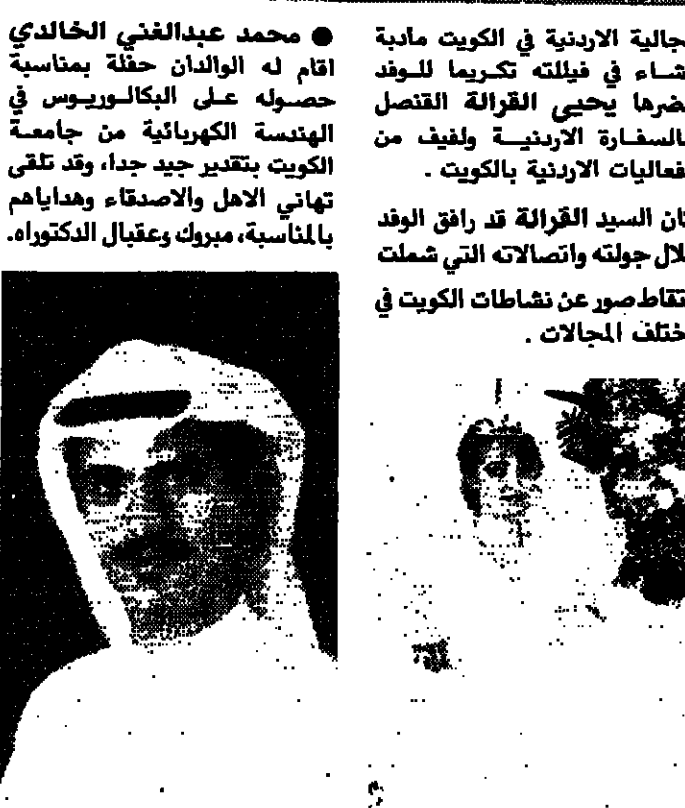 جالية الاردنية في الكويت مادبة
شاء في فيللته تكريما للوفد
ضرها يحيى القرالة القنصل
بالسفارة الاردنية ولفيف من
فعاليات الاردنية بالكويت .
ان السيد القرالة قد رافق الوفد
لال جولته واتصالاته التي شملت
تقاط صور عن نشاطات الكويت في
ختلف المجالات .
● محمد عبدالغني الخالدي
اقام له الوالدان حفلة بمناسبة
حصوله على البكالوريوس في
الهندسة الكهربائية من جامعة
الكويت بتقدير جيد جدا، وقد تلقى
تهاني الاهل والاصدقاء وهداياهم
بالمناسبة، مبروك وعقبال الدكتوراه.